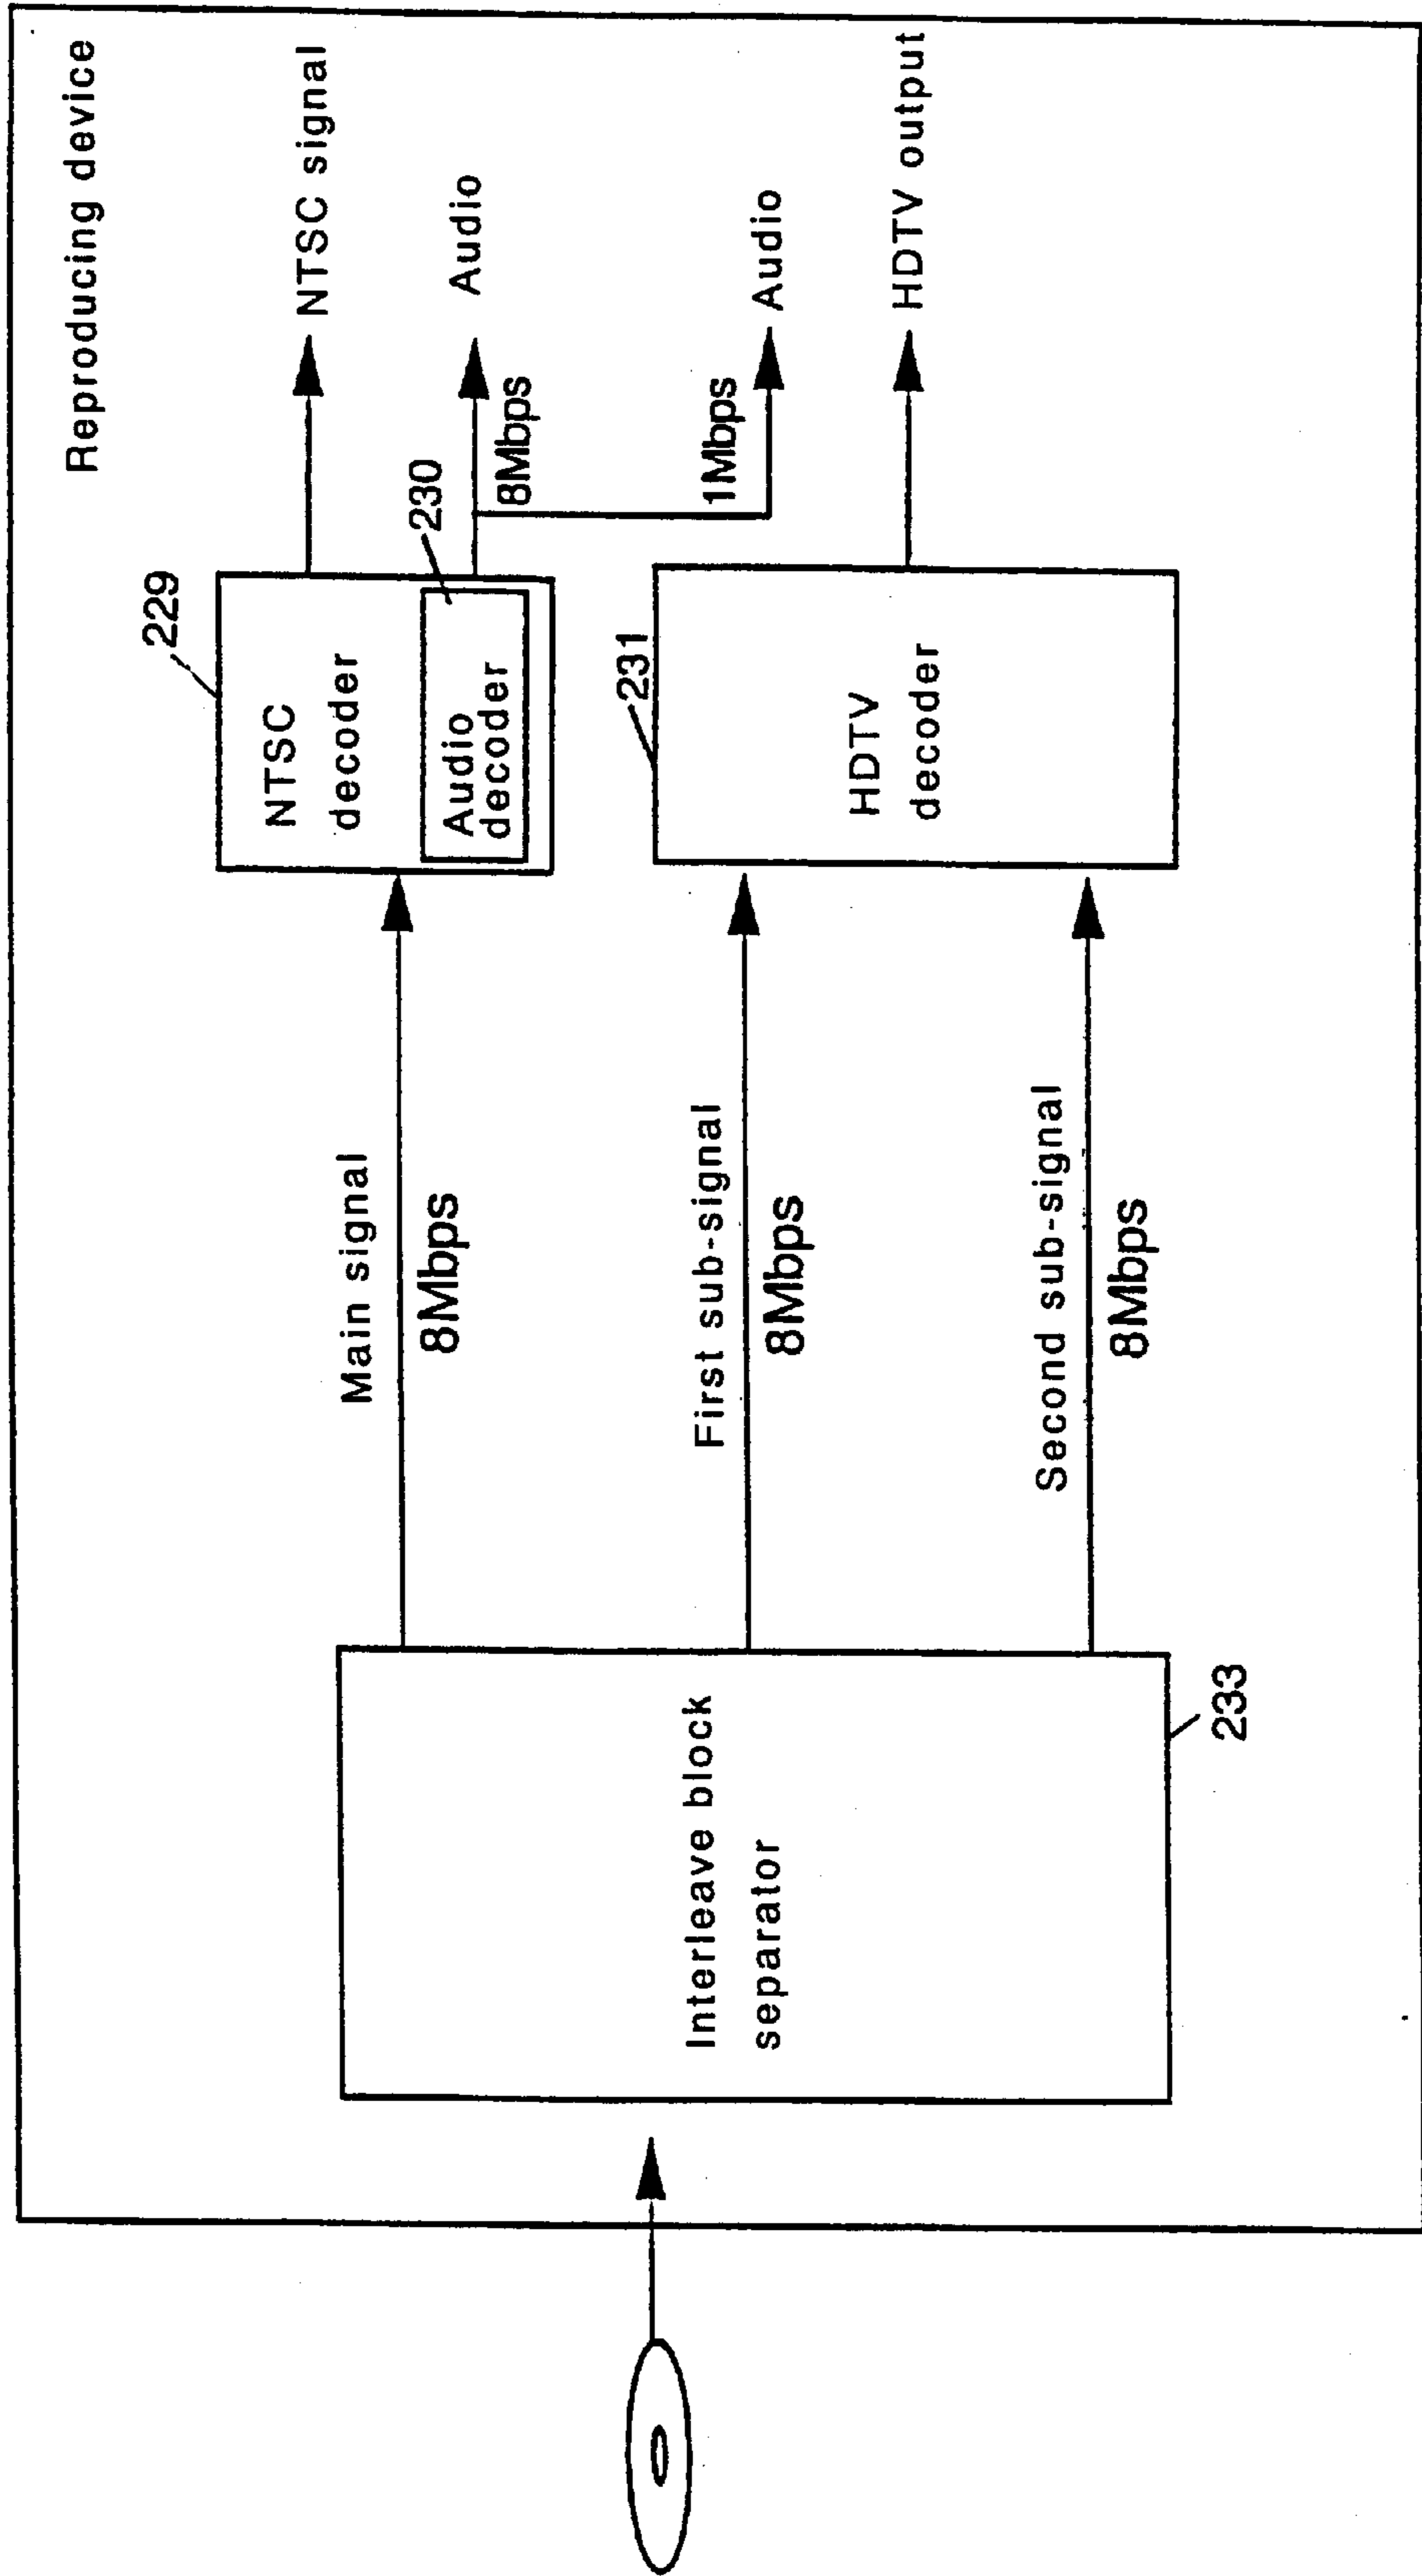 Reproducing device
229
NTSC
decoder
Audio
decoder
230
NTSC signal
Audio
8Mbps
1Mbps
Audio
231
HDTV
decoder
HDTV output
Main signal
8Mbps
First sub-signal
8Mbps
Second sub-signal
8Mbps
Interleave block
separator
233